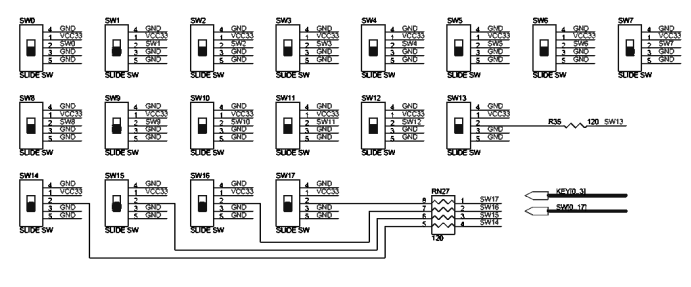 SW0 SW1 SW2 SW3 SW4 SW5 SW6 SW7
4 GND 4 GND 4 GND 4 GND 4 GND 4 GND 4 GND 4 GND
1 VCC33 1 VCC33 1 VCC33 1 VCC33 1 VCC33 1 VCC33 1 VCC33 1 VCC33
2 SW0 2 SW1 2 SW2 2 SW3 2 SW4 2 SW5 2 SW6 2 SW7
3 GND 3 GND 3 GND 3 GND 3 GND 3 GND 3 GND 3 GND
5 GND 5 GND 5 GND 5 GND 5 GND 5 GND 5 GND 5 GND
SLIDE SW SLIDE SW SLIDE SW SLIDE SW SLIDE SW SLIDE SW SLIDE SW SLIDE SW
SW8 SW9 SW10 SW11 SW12 SW13
4 GND 4 GND 4 GND 4 GND 4 GND 4 GND
1 VCC33 1 VCC33 1 VCC33 1 VCC33 1 VCC33 1 VCC33
2 SW8 2 SW9 2 SW10 2 SW11 2 SW12 2 R35 120 SW13
3 GND 3 GND 3 GND 3 GND 3 GND 3 GND
5 GND 5 GND 5 GND 5 GND 5 GND 5 GND
SLIDE SW SLIDE SW SLIDE SW SLIDE SW SLIDE SW SLIDE SW
SW14 SW15 SW16 SW17
4 GND 4 GND 4 GND 4 GND
1 VCC33 1 VCC33 1 VCC33 1 VCC33 RN27 KEY[0..3]
2 2 2 2 8 1 SW17
3 GND 3 GND 3 GND 3 GND 7 2 SW16 SW[0..17]
5 GND 5 GND 5 GND 5 GND 6 3 SW15
5 4 SW14
SLIDE SW SLIDE SW SLIDE SW SLIDE SW 120